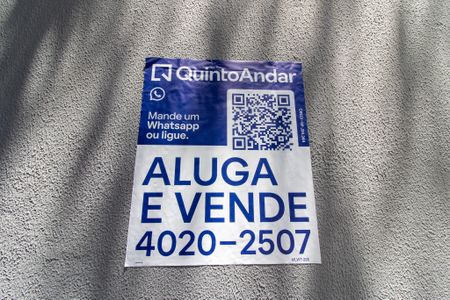 QuintoAndar
Mande um
Whatsapp
ou ligue.
ALUGA
E VENDE
4020-2507